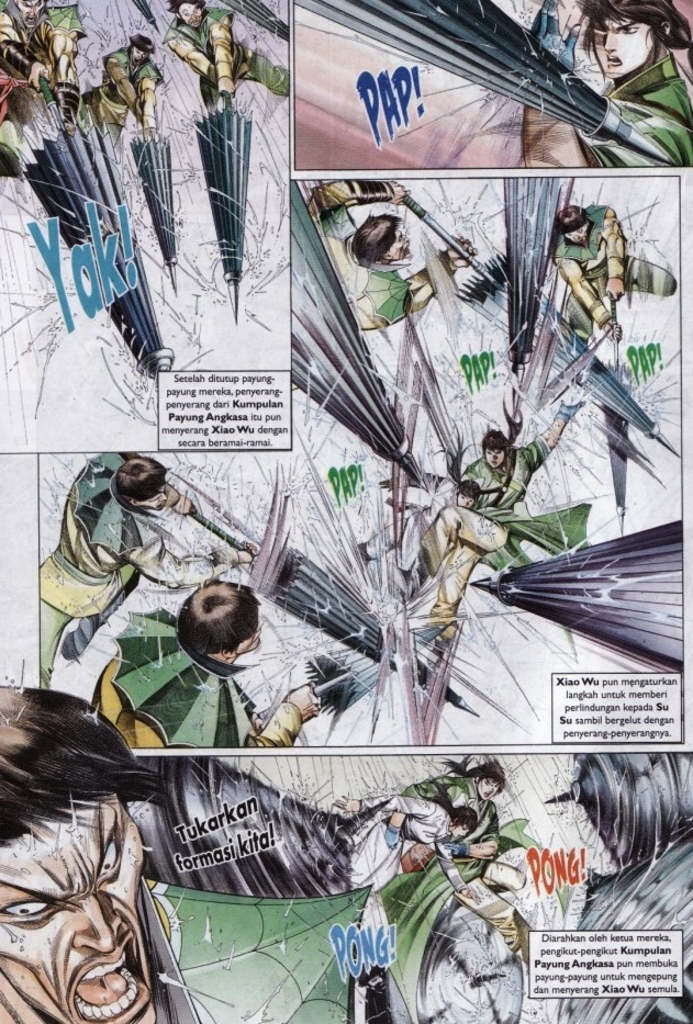 PAP!
Yak!
Setelah ditutup payung-
payung mereka, penyerang-
penyerang dari Kumpulan
Payung Angkasa itu pun
menyerang Xiao Wu dengan
secara beramai-ramai.
PAP!
PAP!
PAP!
Xiao Wu pun mengaturkan
langkah untuk memberi
perlindungan kepada Su
Su sambil bergelut dengan
penyerang-penyerangnya.
Tukarkan
formasi kita!
PONG!
PONG!
Diarahkan oleh ketua mereka,
pengikut-pengikut Kumpulan
Payung Angkasa pun membuka
payung-payung untuk mengepung
dan menyerang Xiao Wu semula.